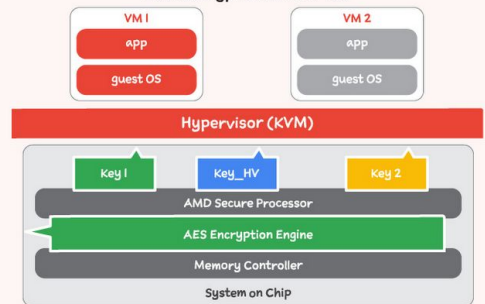 VM 1
VM 2
app
app
guest OS
guest OS
Hypervisor (KVM)
Key 1
Key_HV
Key 2
AMD Secure Processor
AES Encryption Engine
Memory Controller
System on Chip